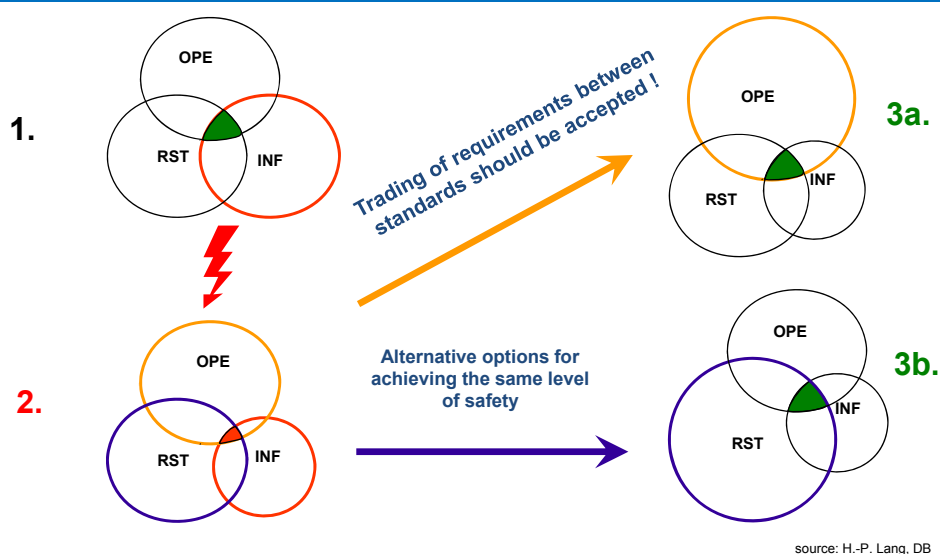 1.
OPE
RST
INF
Trading of requirements between
standards should be accepted !
OPE
RST
INF
3a.
2.
OPE
RST
INF
Alternative options for
achieving the same level
of safety
OPE
RST
INF
3b.
source: H.-P. Lang, DB